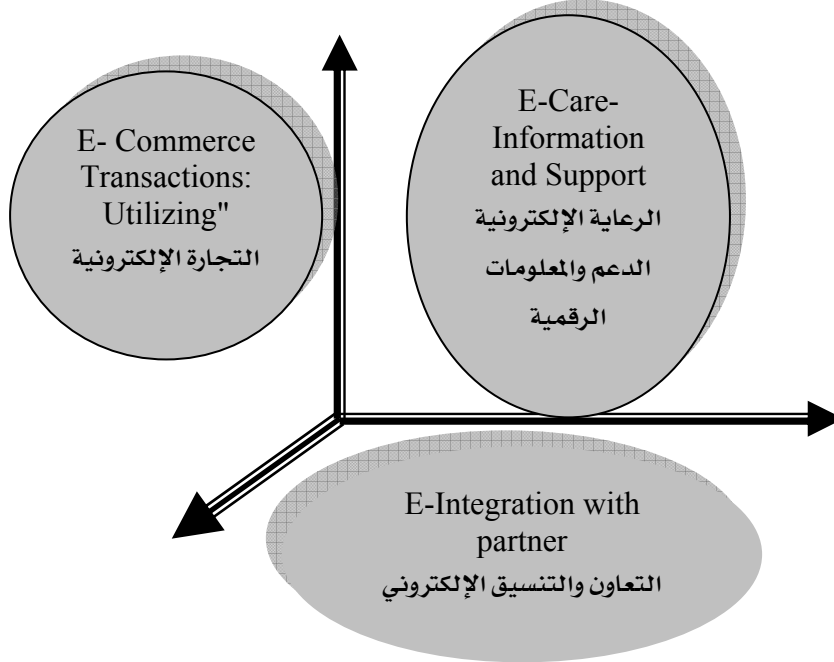 E- Commerce
Transactions:
Utilizing"
التجارة الإلكترونية
E-Care-
Information
and Support
الرعاية الإلكترونية
الدعم والمعلومات
الرقمية
E-Integration with
partner
التعاون والتنسيق الإلكتروني